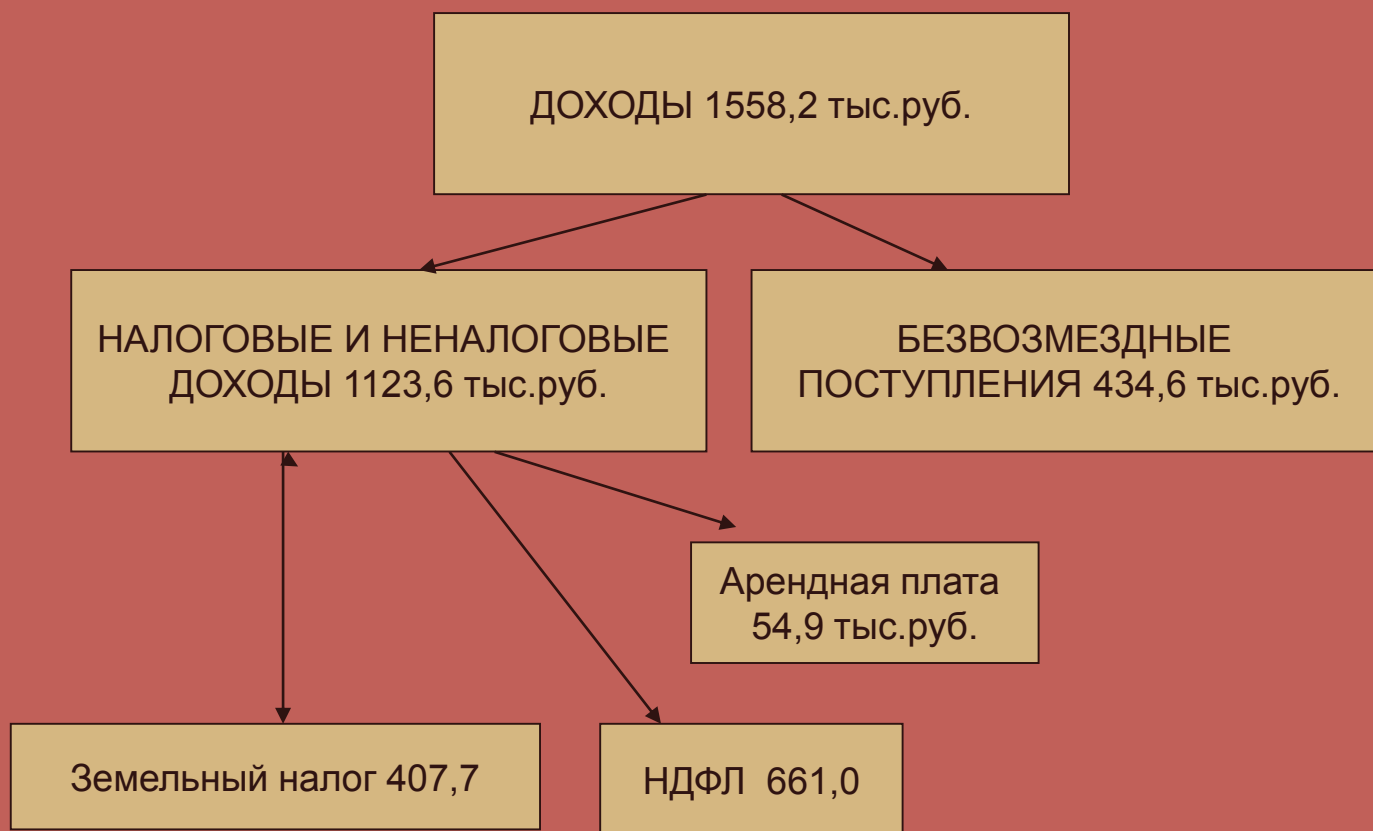 ДОХОДЫ 1558,2 тыс.руб.
НАЛОГОВЫЕ И НЕНАЛОГОВЫЕ
ДОХОДЫ 1123,6 тыс.руб.
БЕЗВОЗМЕЗДНЫЕ
ПОСТУПЛЕНИЯ 434,6 тыс.руб.
Арендная плата
54,9 тыс.руб.
Земельный налог 407,7
НДФЛ  661,0